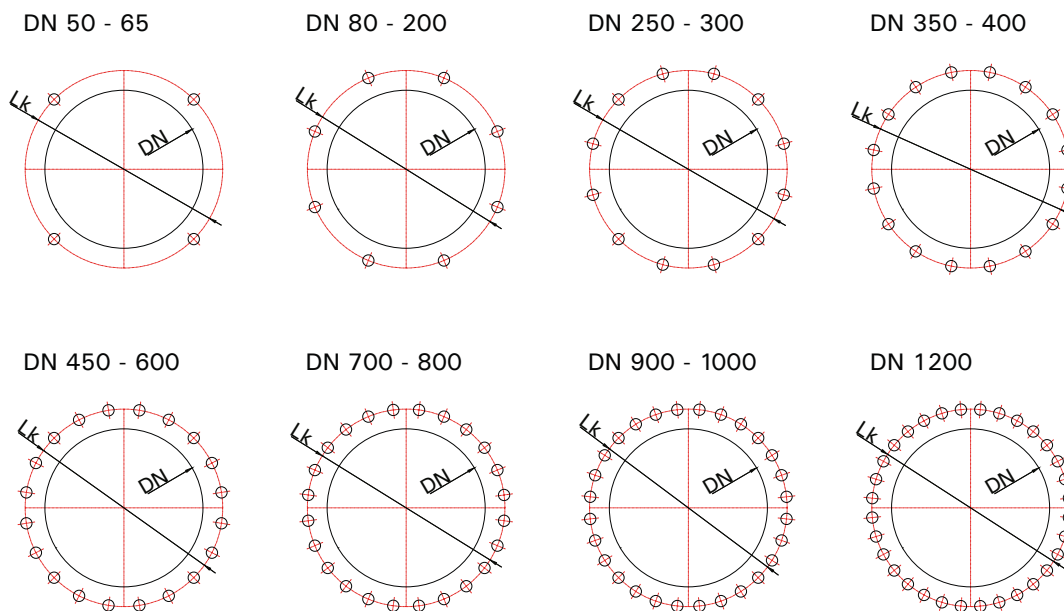 DN 50 - 65
DN 80 - 200
DN 250 - 300
DN 350 - 400
Lk
DN
Lk
DN
Lk
DN
Lk
DN
DN 450 - 600
DN 700 - 800
DN 900 - 1000
DN 1200
Lk
DN
Lk
DN
Lk
DN
Lk
DN